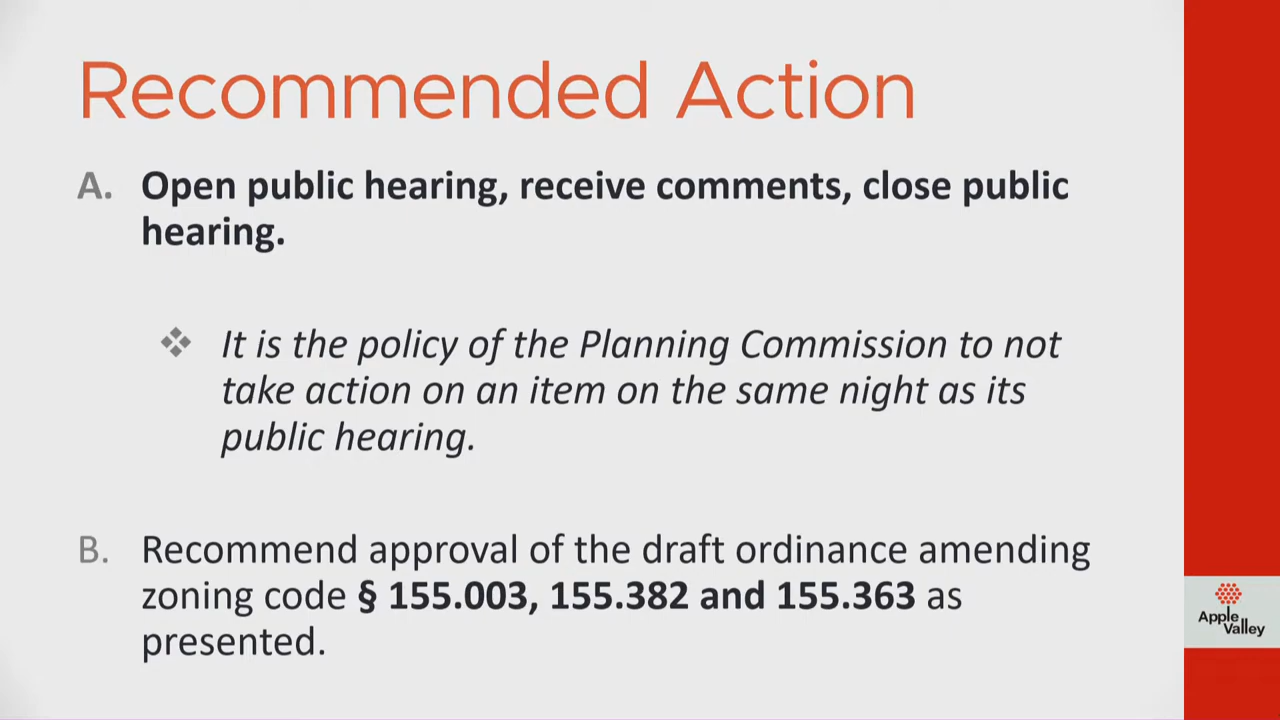 Recommended Action
A. Open public hearing, receive comments, close public
hearing.
❖ It is the policy of the Planning Commission to not
take action on an item on the same night as its
public hearing.
B. Recommend approval of the draft ordinance amending
zoning code § 155.003, 155.382 and 155.363 as
presented.
Apple
Valley